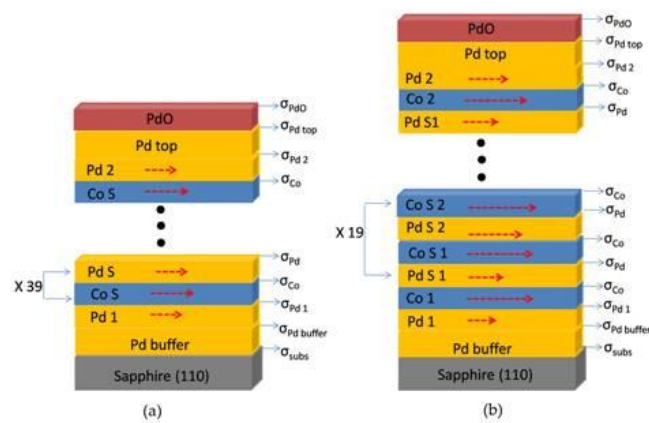 PdO
Pd top
Pd 2
Co S
σPdO
σPd top
σPd 2
σCo
X 39
Pd S
Co S
Pd 1
Pd buffer
Sapphire (110)
σPd
σCo
σPd 1
σPd buffer
σsubs
(a)
PdO
Pd top
Pd 2
Co 2
Pd S1
σPdO
σPd top
σPd 2
σCo
σPd
X 19
Co S 2
Pd S 2
Co S 1
Pd S 1
Co 1
Pd 1
Pd buffer
Sapphire (110)
σCo
σPd
σCo
σPd
σCo
σPd 1
σPd buffer
σsubs
(b)